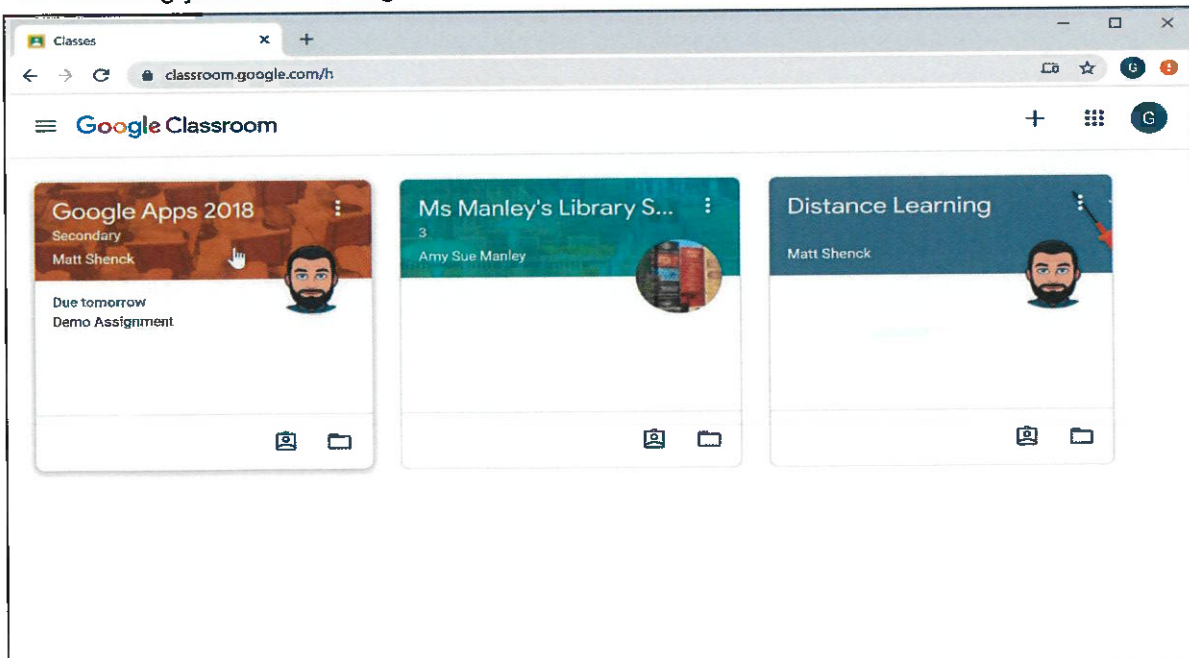 Classes
classroom.google.com/h
G
Google Classroom
G
Google Apps 2018
Secondary
Matt Shenck
Due tomorrow
Demo Assignment
Ms Manley's Library S...
3
Amy Sue Manley
Distance Learning
Matt Shenck